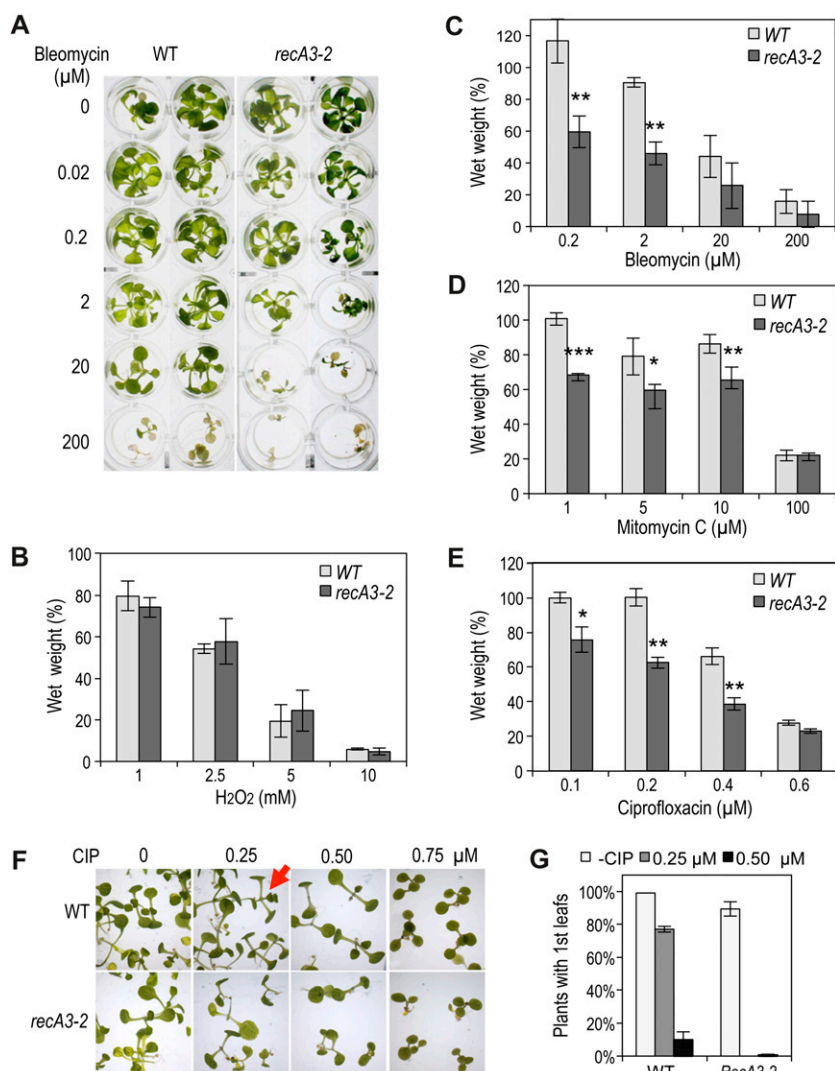 A
Bleomycin (µM) WT recA3-2
0
0.02
0.2
2
20
200
B
Wet weight (%)
100
80
60
40
20
0
WT
recA3-2
1 2.5 5 10
H2O2 (mM)
C
Wet weight (%)
120
100
80
60
40
20
0
WT
recA3-2
**
**
0.2 2 20 200
Bleomycin (µM)
D
Wet weight (%)
120
100
80
60
40
20
0
WT
recA3-2
***
*
**
1 5 10 100
Mitomycin C (µM)
E
Wet weight (%)
120
100
80
60
40
20
0
WT
recA3-2
*
**
**
0.1 0.2 0.4 0.6
Ciprofloxacin (µM)
F
CIP 0 0.25 0.50 0.75 µM
WT
recA3-2
G
-CIP 0.25 µM 0.50 µM
Plants with 1st leafs
100%
80%
60%
40%
20%
0%
WT RecA3-2